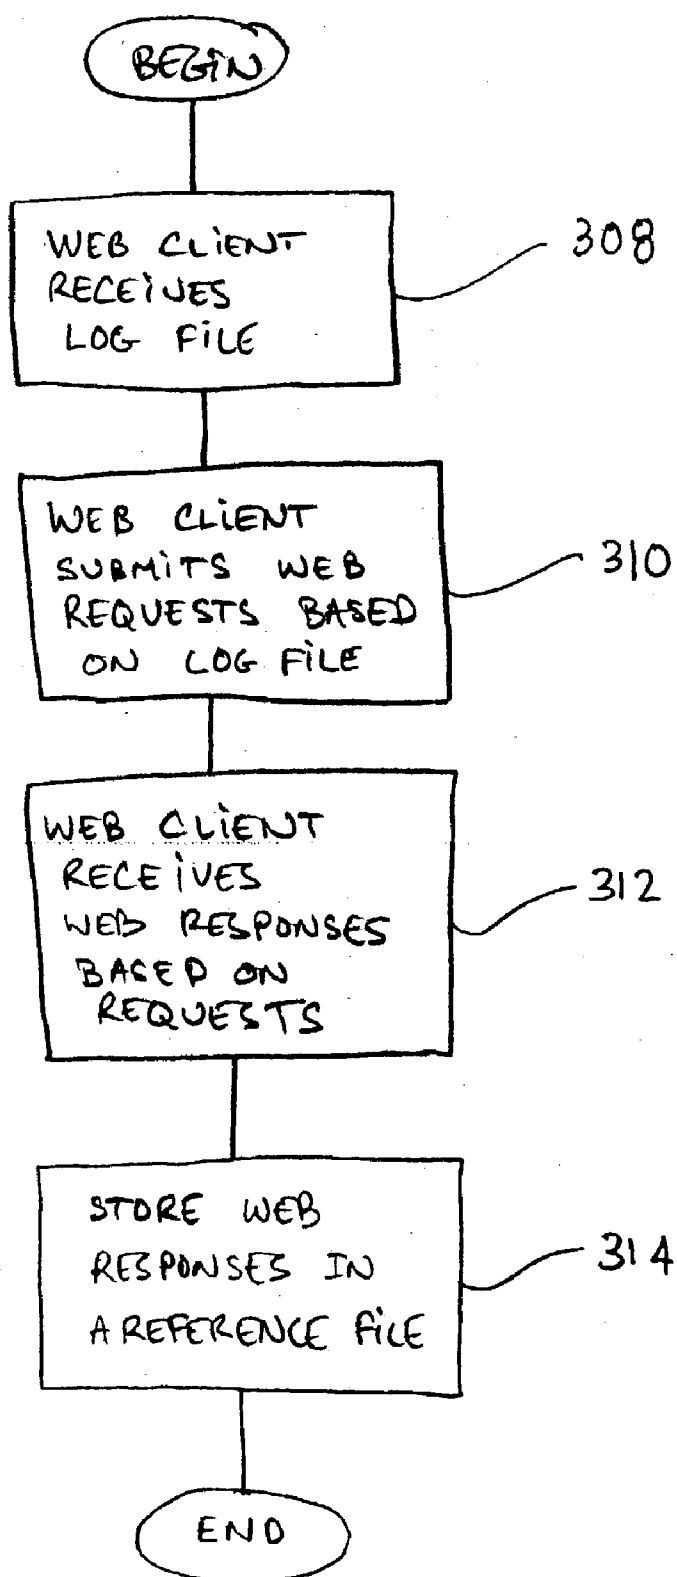 BEGIN
WEB CLIENT
RECEIVES
LOG FILE
308
WEB CLIENT
SUBMITS WEB
REQUESTS BASED
ON LOG FILE
310
WEB CLIENT
RECEIVES
WEB RESPONSES
BASED ON
REQUESTS
312
STORE WEB
RESPONSES IN
A REFERENCE FILE
314
END